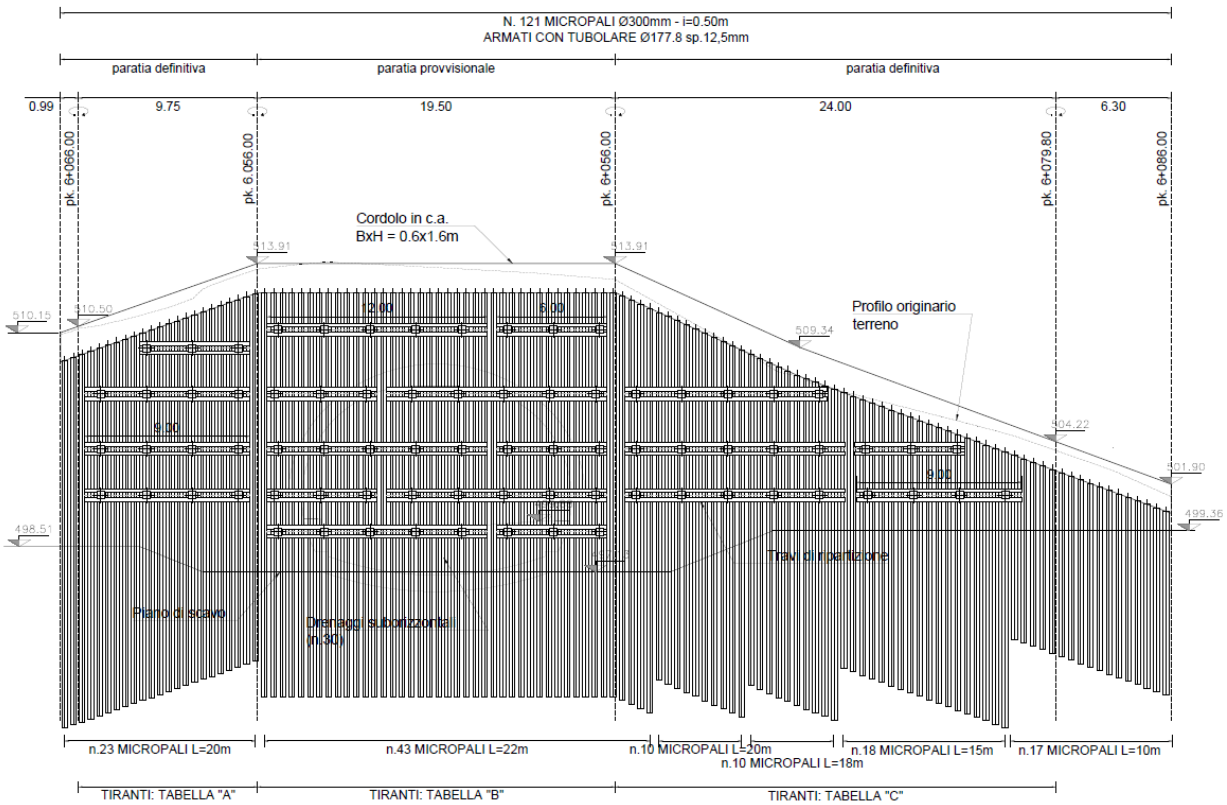 N. 121 MICROPALI Ø300mm - i=0.50m
ARMATI CON TUBOLARE Ø177.8 sp.12,5mm
paratia definitiva
paratia provvisionale
paratia definitiva
0.99
9.75
19.50
24.00
6.30
pk. 6+066.00
pk. 6.056.00
pk. 6+056.00
pk. 6+079.80
pk. 6+086.00
Cordolo in c.a.
BxH = 0.6x1.6m
513.91
513.91
510.15
510.50
12.00
6.00
Profilo originario
terreno
509.34
9.00
504.22
9.00
501.90
498.51
499.36
Travi di ripartizione
Piano di scavo
Drenaggi suborizzontali
(n.30)
n.23 MICROPALI L=20m
n.43 MICROPALI L=22m
n.10 MICROPALI L=20m
n.10 MICROPALI L=18m
n.18 MICROPALI L=15m
n.17 MICROPALI L=10m
TIRANTI: TABELLA "A"
TIRANTI: TABELLA "B"
TIRANTI: TABELLA "C"